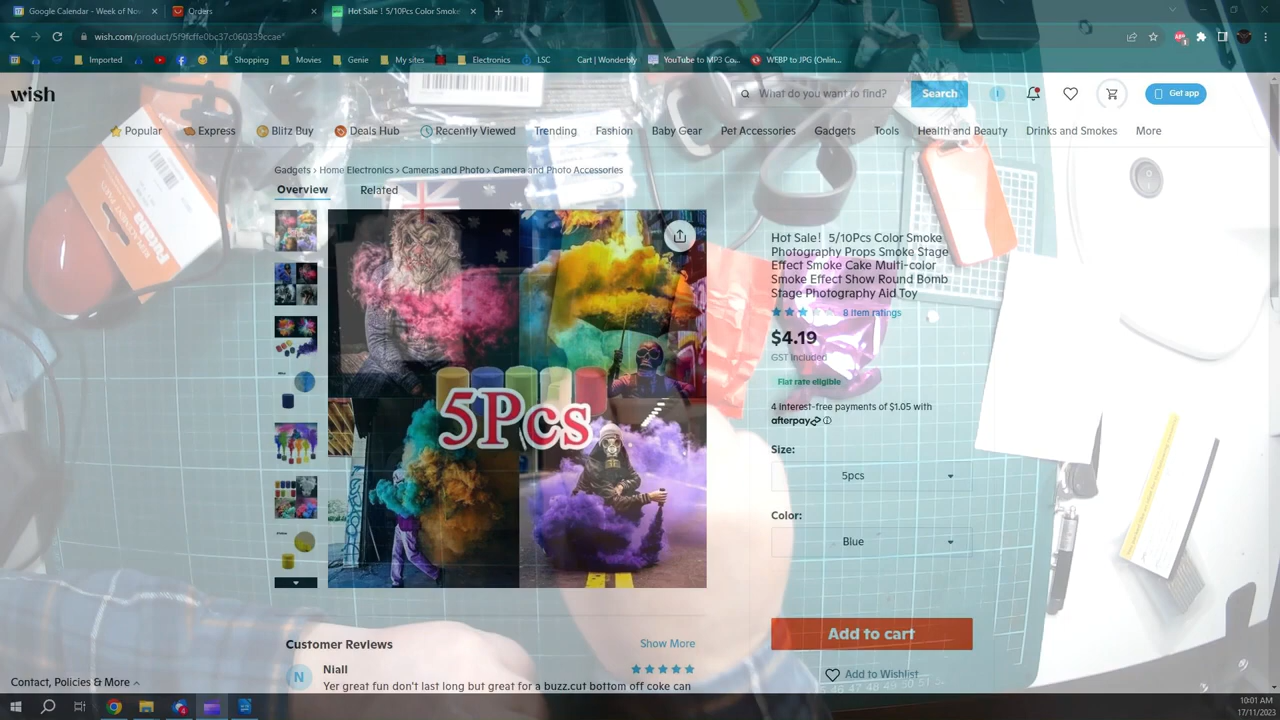 Google Calendar - Week of Nov
Orders
Hot Sale! 5/10Pcs Color Smoke
wish.com/product/5f9fcffe0bc37c060339ccae
Imported
Shopping
Movies
Genie
My sites
Electronics
LSC
Cart | Wonderbly
YouTube to MP3 Co...
WEBP to JPG (Onlin...
wish
What do you want to find?
Search
Get app
Popular
Express
Blitz Buy
Deals Hub
Recently Viewed
Trending
Fashion
Baby Gear
Pet Accessories
Gadgets
Tools
Health and Beauty
Drinks and Smokes
More
Gadgets › Home Electronics › Cameras and Photo › Camera and Photo Accessories
Overview
Related
5Pcs
Hot Sale! 5/10Pcs Color Smoke
Photography Props Smoke Stage
Effect Smoke Cake Multi-color
Smoke Effect Show Round Bomb
Stage Photography Aid Toy
8 item ratings
$4.19
GST included
Flat rate eligible
4 interest-free payments of $1.05 with
afterpay
Size:
5pcs
Color:
Blue
Add to cart
Add to Wishlist
Customer Reviews
Show More
N
Niall
Yer great fun don't last long but great for a buzz.cut bottom off coke can
Contact, Policies & More
46 47 48 49 50 51
10:01 AM
17/11/2023